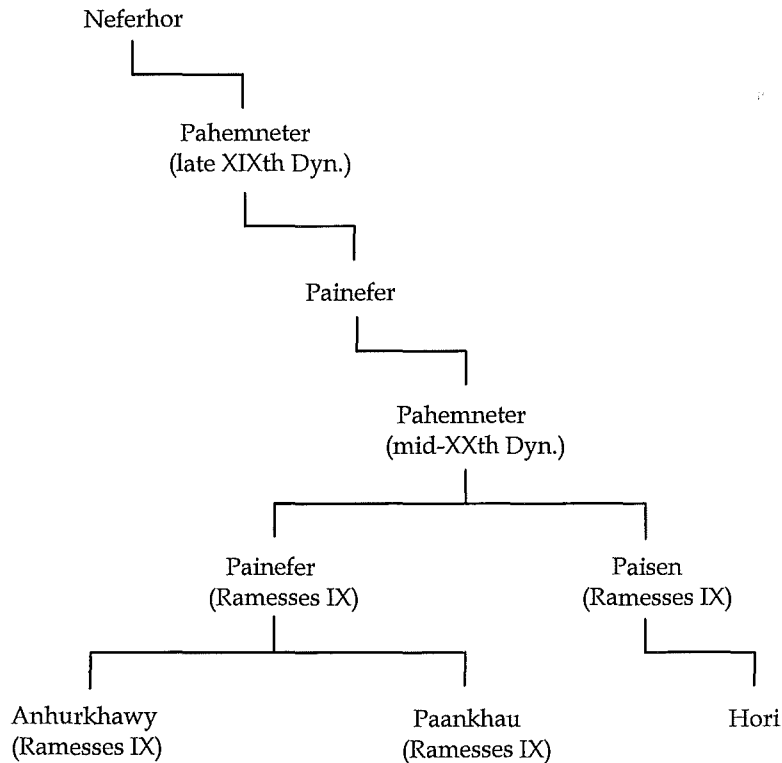 Neferhor
Pahemneter
(late XIXth Dyn.)
Painefer
Pahemneter
(mid-XXth Dyn.)
Painefer
(Ramesses IX)
Paisen
(Ramesses IX)
Anhurkhawy
(Ramesses IX)
Paankhau
(Ramesses IX)
Hori